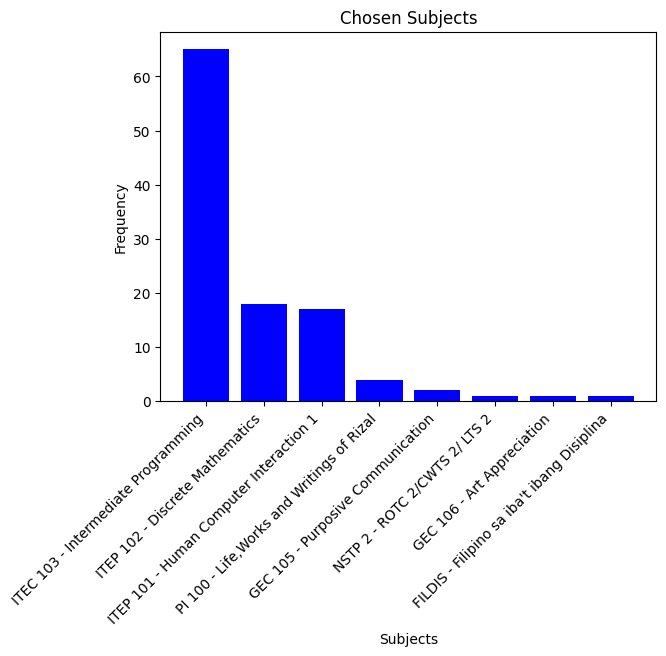 Chosen Subjects
Frequency
60
50
40
30
20
10
0
ITEC 103 - Intermediate Programming
ITEP 102 - Discrete Mathematics
ITEP 101 - Human Computer Interaction 1
PI 100 - Life,Works and Writings of Rizal
GEC 105 - Purposive Communication
NSTP 2 - ROTC 2/CWTS 2/ LTS 2
GEC 106 - Art Appreciation
FILDIS - Filipino sa iba't ibang Disiplina
Subjects